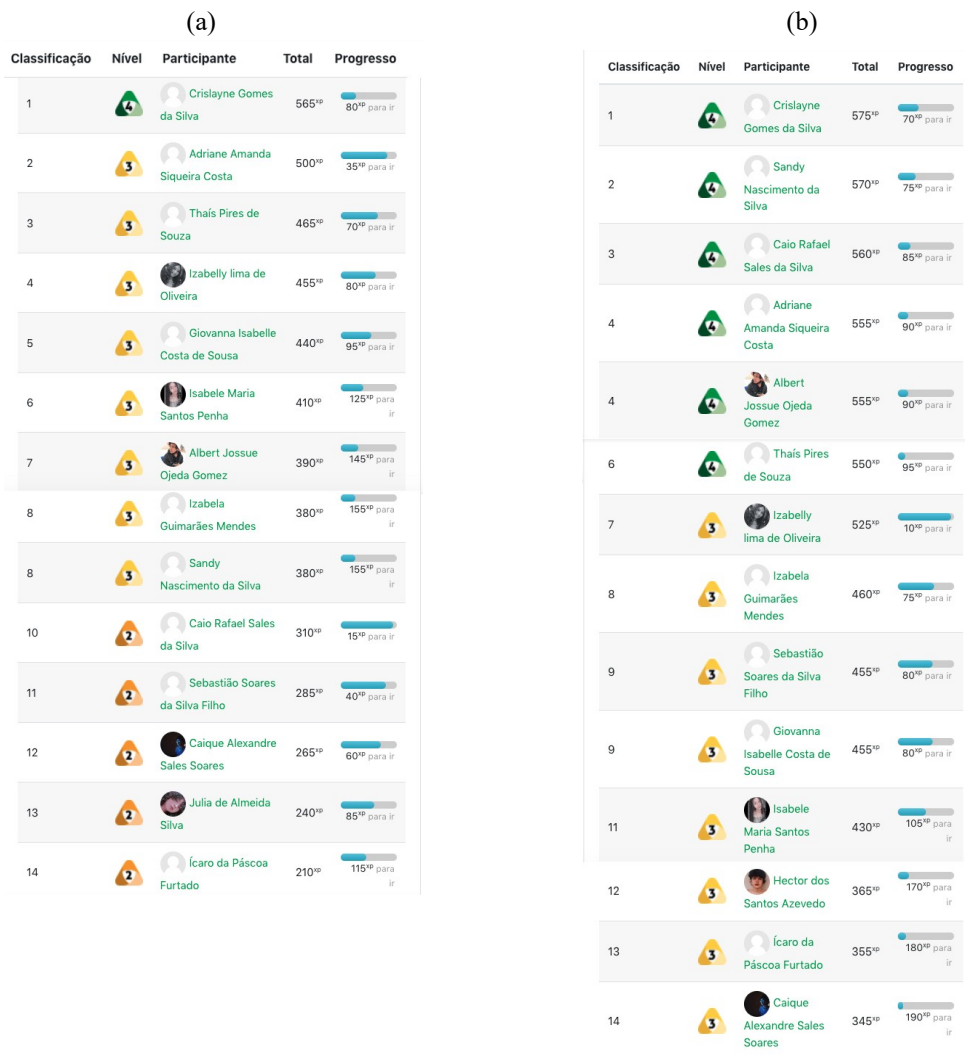 (a)
Classificação Nível Participante Total Progresso
1 4 Crislayne Gomes da Silva 565xp 80xp para ir
2 3 Adriane Amanda Siqueira Costa 500xp 35xp para ir
3 3 Thaís Pires de Souza 465xp 70xp para ir
4 3 Izabelly lima de Oliveira 455xp 80xp para ir
5 3 Giovanna Isabelle Costa de Sousa 440xp 95xp para ir
6 3 Isabele Maria Santos Penha 410xp 125xp para ir
7 3 Albert Jossue Ojeda Gomez 390xp 145xp para ir
8 3 Izabela Guimarães Mendes 380xp 155xp para ir
8 3 Sandy Nascimento da Silva 380xp 155xp para ir
10 2 Caio Rafael Sales da Silva 310xp 15xp para ir
11 2 Sebastião Soares da Silva Filho 285xp 40xp para ir
12 2 Caique Alexandre Sales Soares 265xp 60xp para ir
13 2 Julia de Almeida Silva 240xp 85xp para ir
14 2 Ícaro da Páscoa Furtado 210xp 115xp para ir
(b)
Classificação Nível Participante Total Progresso
1 4 Crislayne Gomes da Silva 575xp 70xp para ir
2 4 Sandy Nascimento da Silva 570xp 75xp para ir
3 4 Caio Rafael Sales da Silva 560xp 85xp para ir
4 4 Adriane Amanda Siqueira Costa 555xp 90xp para ir
4 4 Albert Jossue Ojeda Gomez 555xp 90xp para ir
6 4 Thaís Pires de Souza 550xp 95xp para ir
7 3 Izabelly lima de Oliveira 525xp 10xp para ir
8 3 Izabela Guimarães Mendes 460xp 75xp para ir
9 3 Sebastião Soares da Silva Filho 455xp 80xp para ir
9 3 Giovanna Isabelle Costa de Sousa 455xp 80xp para ir
11 3 Isabele Maria Santos Penha 430xp 105xp para ir
12 3 Hector dos Santos Azevedo 365xp 170xp para ir
13 3 Ícaro da Páscoa Furtado 355xp 180xp para ir
14 3 Caique Alexandre Sales Soares 345xp 190xp para ir